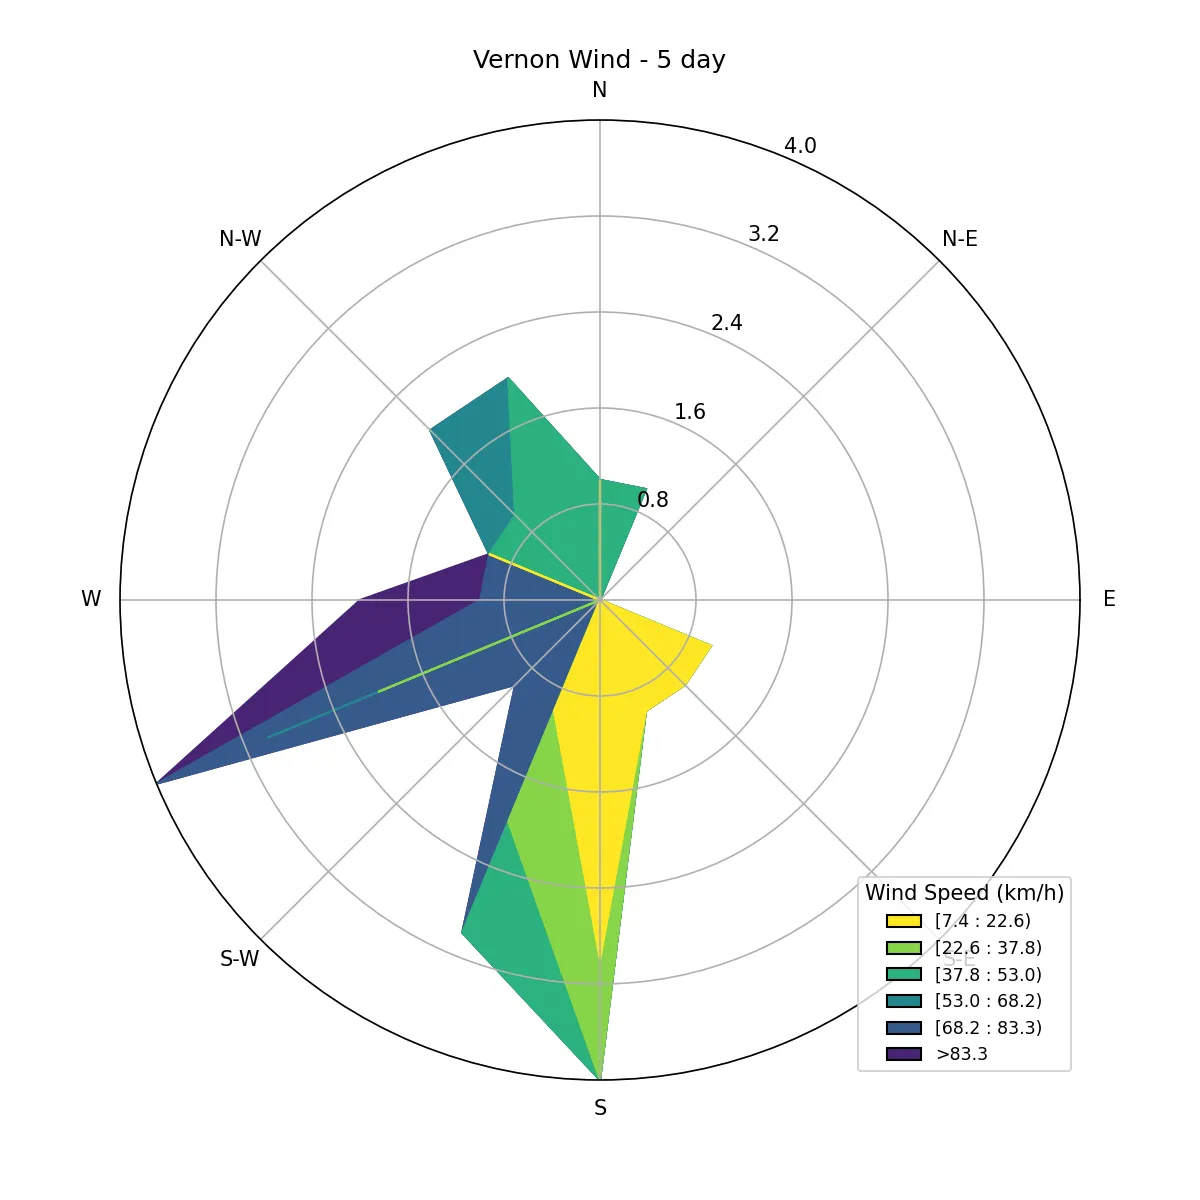 Vernon Wind - 5 day
N
4.0
N-W
N-E
3.2
2.4
1.6
0.8
W
E
S-W
S-E
S
Wind Speed (km/h)
[7.4 : 22.6)
[22.6 : 37.8)
[37.8 : 53.0)
[53.0 : 68.2)
[68.2 : 83.3)
>83.3